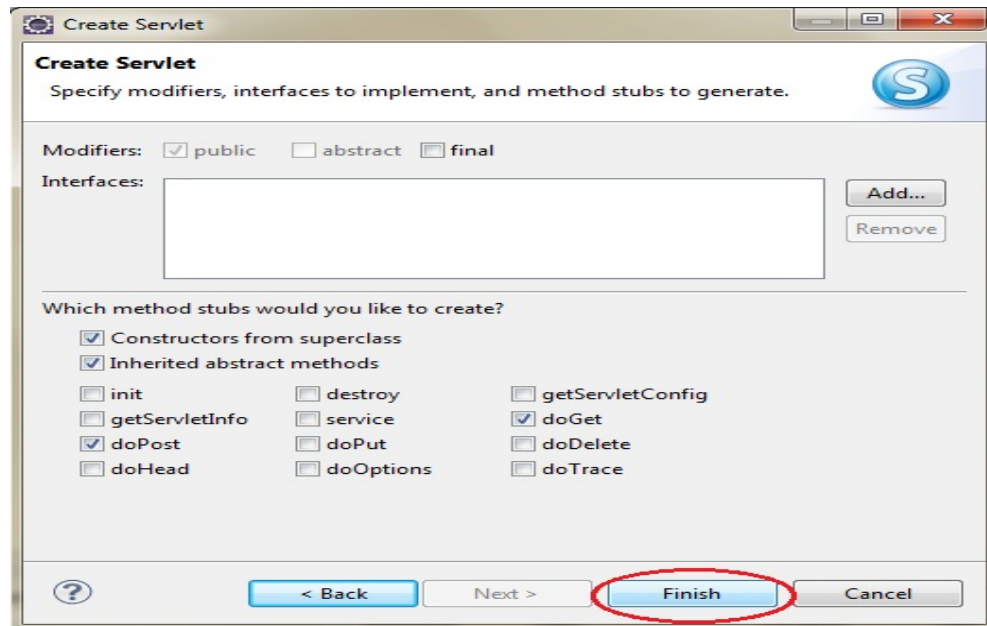 Create Servlet
Create Servlet
Specify modifiers, interfaces to implement, and method stubs to generate.
S
Modifiers: public abstract final
Interfaces:
Add...
Remove
Which method stubs would you like to create?
Constructors from superclass
Inherited abstract methods
init destroy getServletConfig
getServletInfo service doGet
doPost doPut doDelete
doHead doOptions doTrace
? < Back Next > Finish Cancel